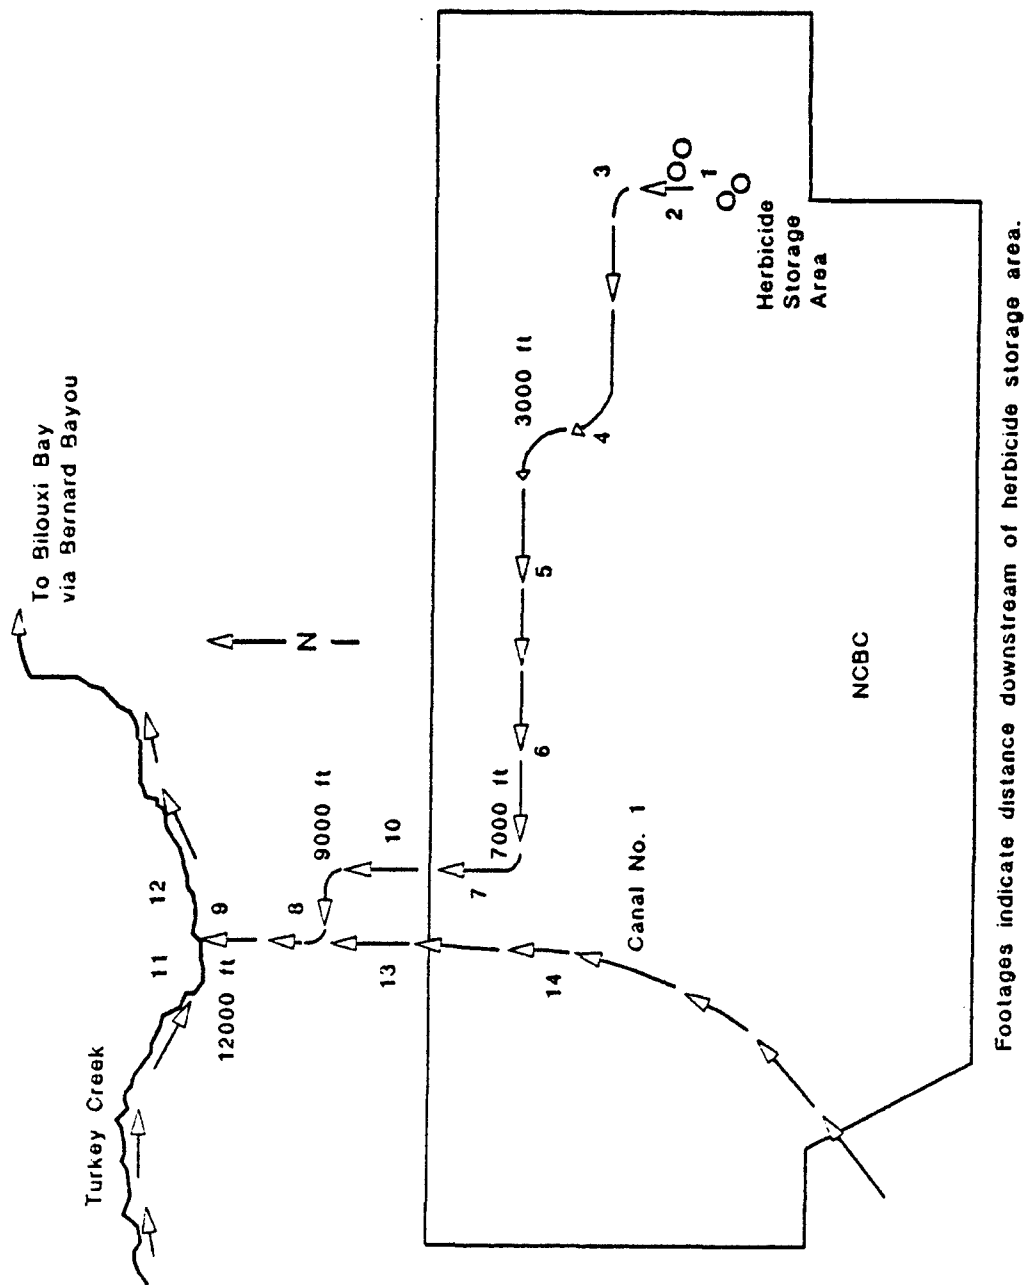 To Bilouxi Bay
via Bernard Bayou
Turkey Creek
N
11
12
12000 ft
9
8
9000 ft
13
10
14
7
7000 ft
Canal No. 1
6
5
3000 ft
4
3
2
1
Herbicide
Storage
Area
NCBC
Footages indicate distance downstream of herbicide storage area.